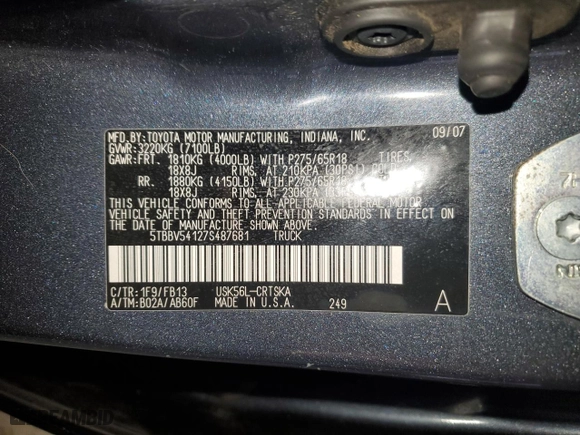 MFD.BY:TOYOTA MOTOR MANUFACTURING, INDIANA, INC. 09/07
GVWR:3220KG (7100LB)
GAWR:FRT. 1810KG (4000LB) WITH P275/65R18 TIRES,
18X8J RIMS, AT 210KPA (30PSI)
RR. 1880KG (4150LB) WITH P275/65R18
18X8J RIMS, AT 230KPA
THIS VEHICLE CONFORMS TO ALL APPLICABLE FEDERAL MOTOR
VEHICLE SAFETY AND THEFT PREVENTION STANDARDS IN EFFECT ON
THE DATE OF MANUFACTURE SHOWN ABOVE.
5TBBV54127S487681 TRUCK
C/TR:1F9/FB13 USK56L-CRTSKA
A/TM:B02A/AB60F MADE IN U.S.A. 249 A